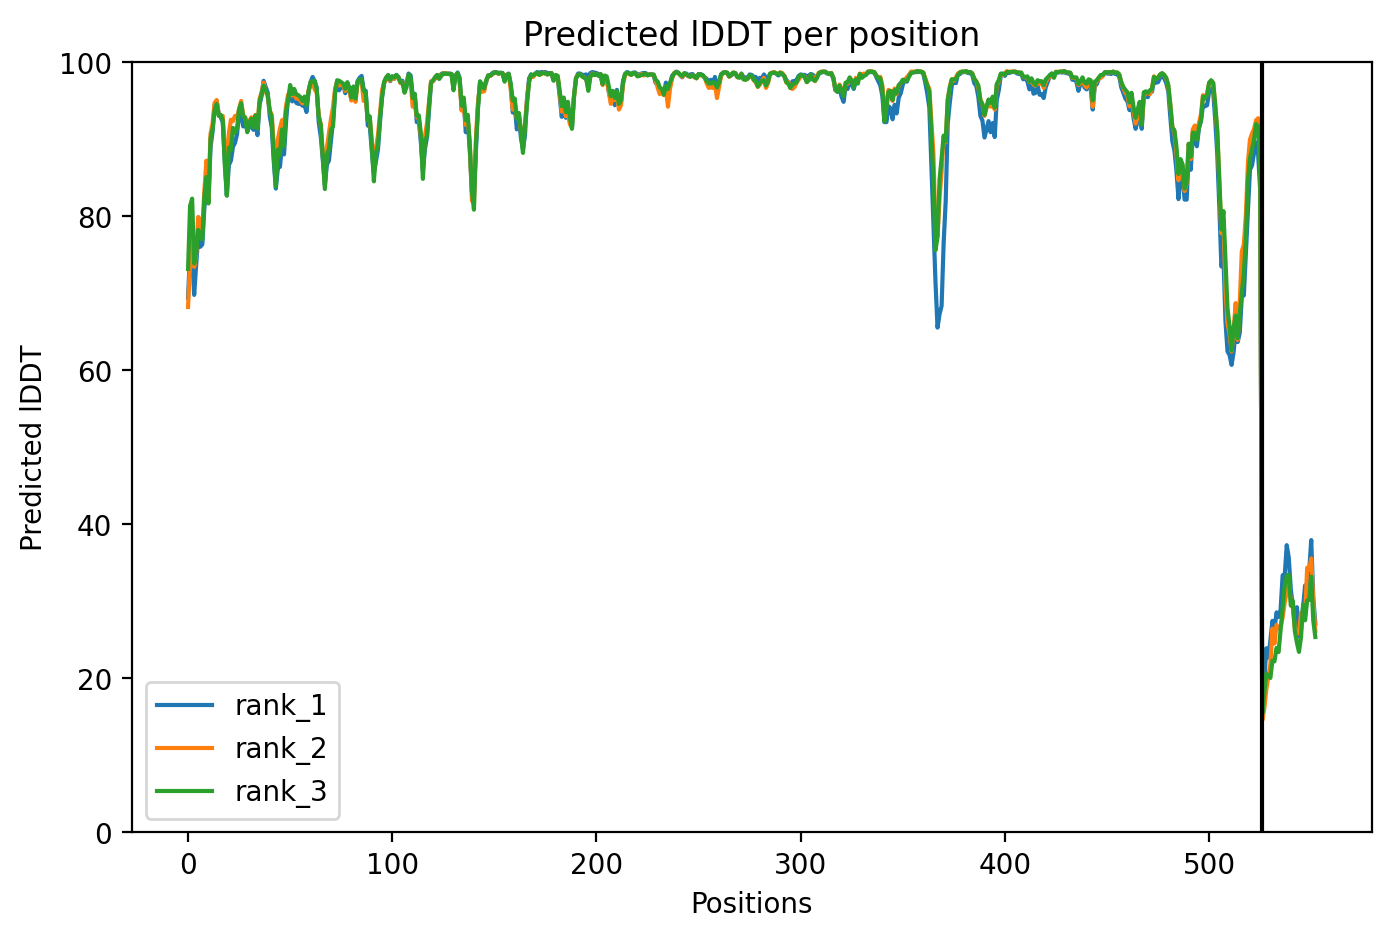 Predicted lDDT per position
100
80
60
40
20
0
Predicted lDDT
rank_1
rank_2
rank_3
0 100 200 300 400 500
Positions